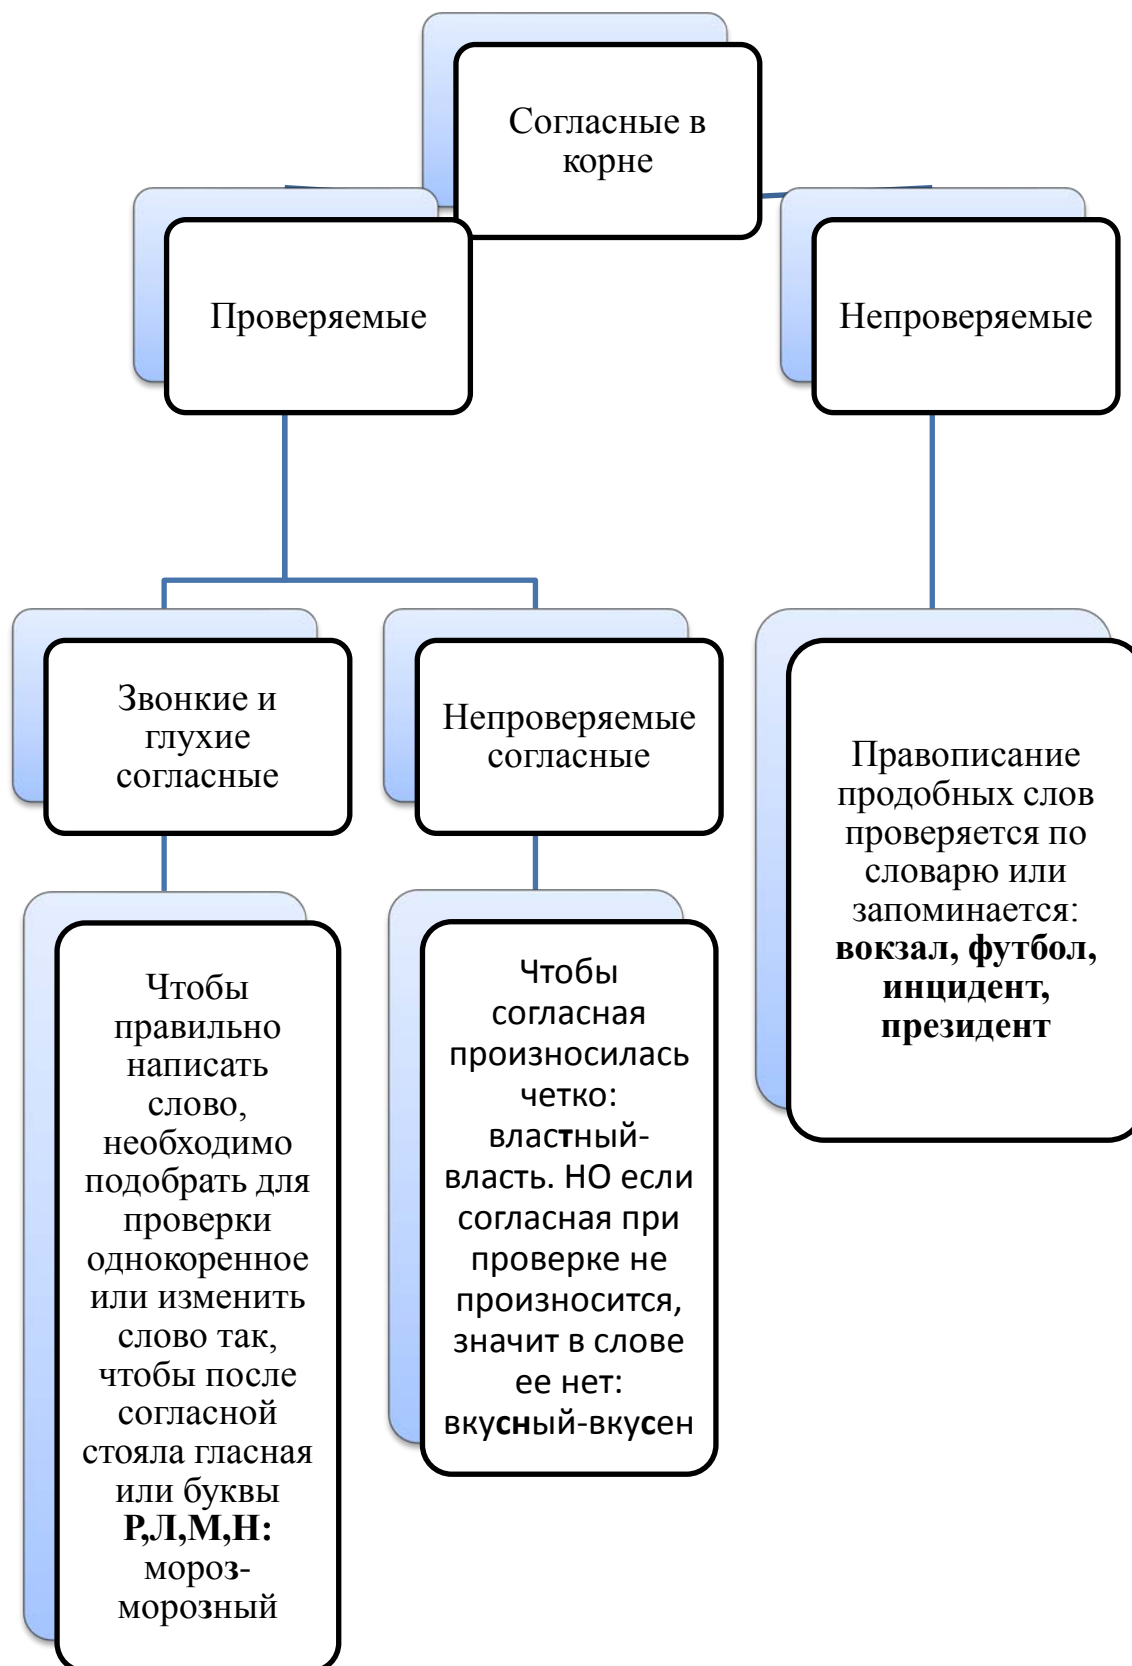 Согласные в
корне
Проверяемые
Непроверяемые
Звонкие и
глухие
согласные
Непроверяемые
согласные
Правописание
продобных слов
проверяется по
словарю или
запоминается:
вокзал, футбол,
инцидент,
президент
Чтобы
правильно
написать
слово,
необходимо
подобрать для
проверки
однокоренное
или изменить
слово так,
чтобы после
согласной
стояла гласная
или буквы
Р,Л,М,Н:
мороз-
морозный
Чтобы
согласная
произносилась
четко:
властный-
власть. НО если
согласная при
проверке не
произносится,
значит в слове
ее нет:
вкусный-вкусен